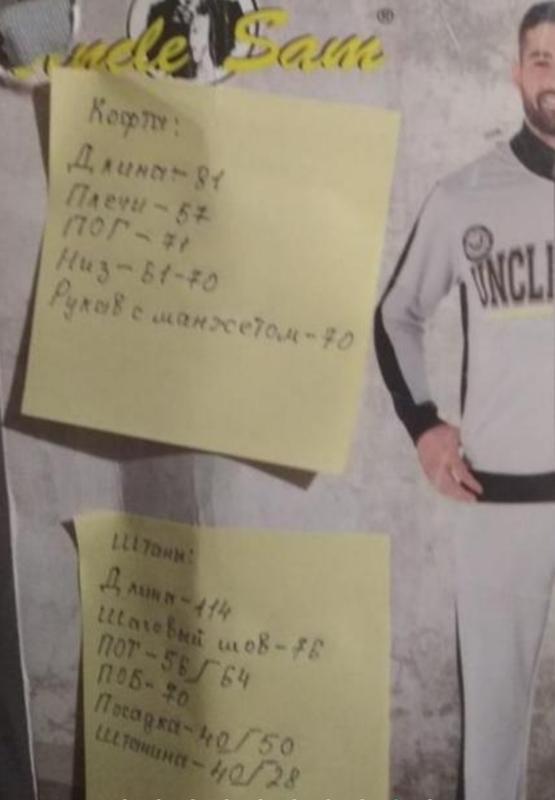 Uncle Sam®
Кофта:
Длина - 81
Плечи - 57
ПОГ - 71
Низ - 51-70
Рукав с манжетом - 70
UNCLE
Штаны:
Длина - 114
Шаговый шов - 76
ПОТ - 56/64
ПОБ - 70
Посадка - 40/50
Штанина - 40/28